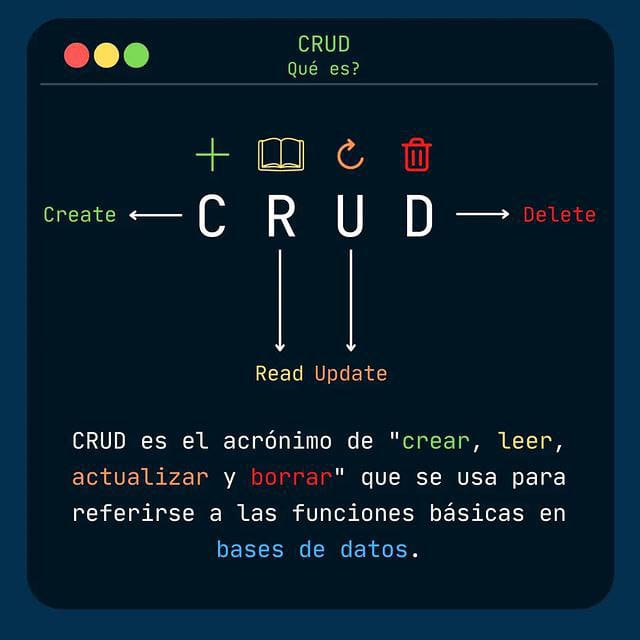 CRUD
Qué es?
C R U D
Create
Delete
Read Update
CRUD es el acrónimo de "crear, leer,
actualizar y borrar" que se usa para
referirse a las funciones básicas en
bases de datos.